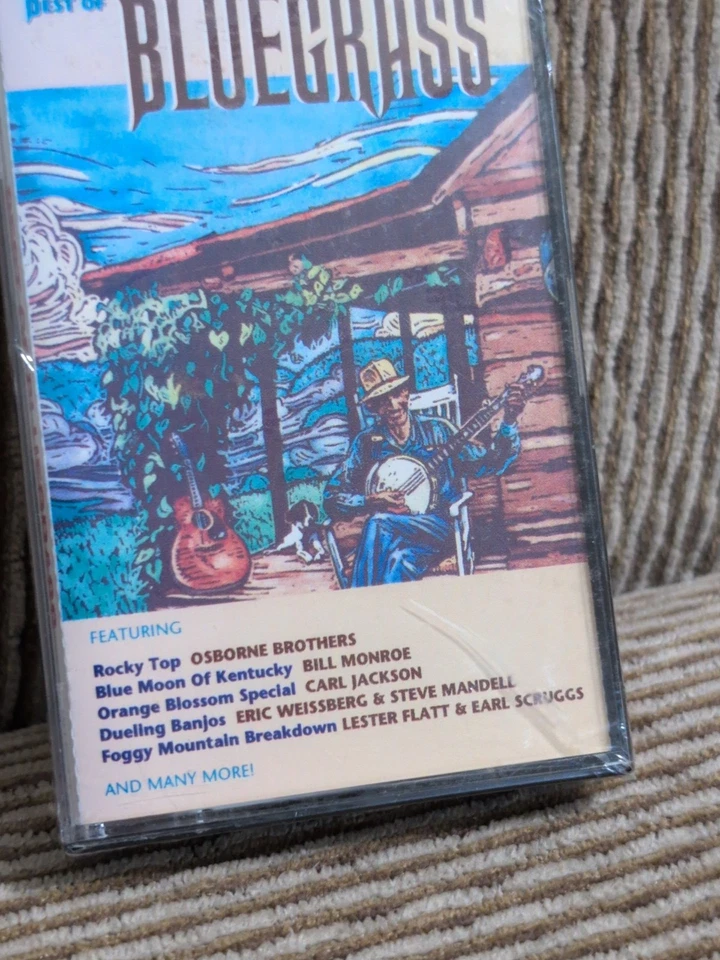 BEST OF
BLUEGRASS
FEATURING
Rocky Top OSBORNE BROTHERS
Blue Moon Of Kentucky BILL MONROE
Orange Blossom Special CARL JACKSON
Dueling Banjos ERIC WEISSBERG & STEVE MANDELL
Foggy Mountain Breakdown LESTER FLATT & EARL SCRUGGS
AND MANY MORE!